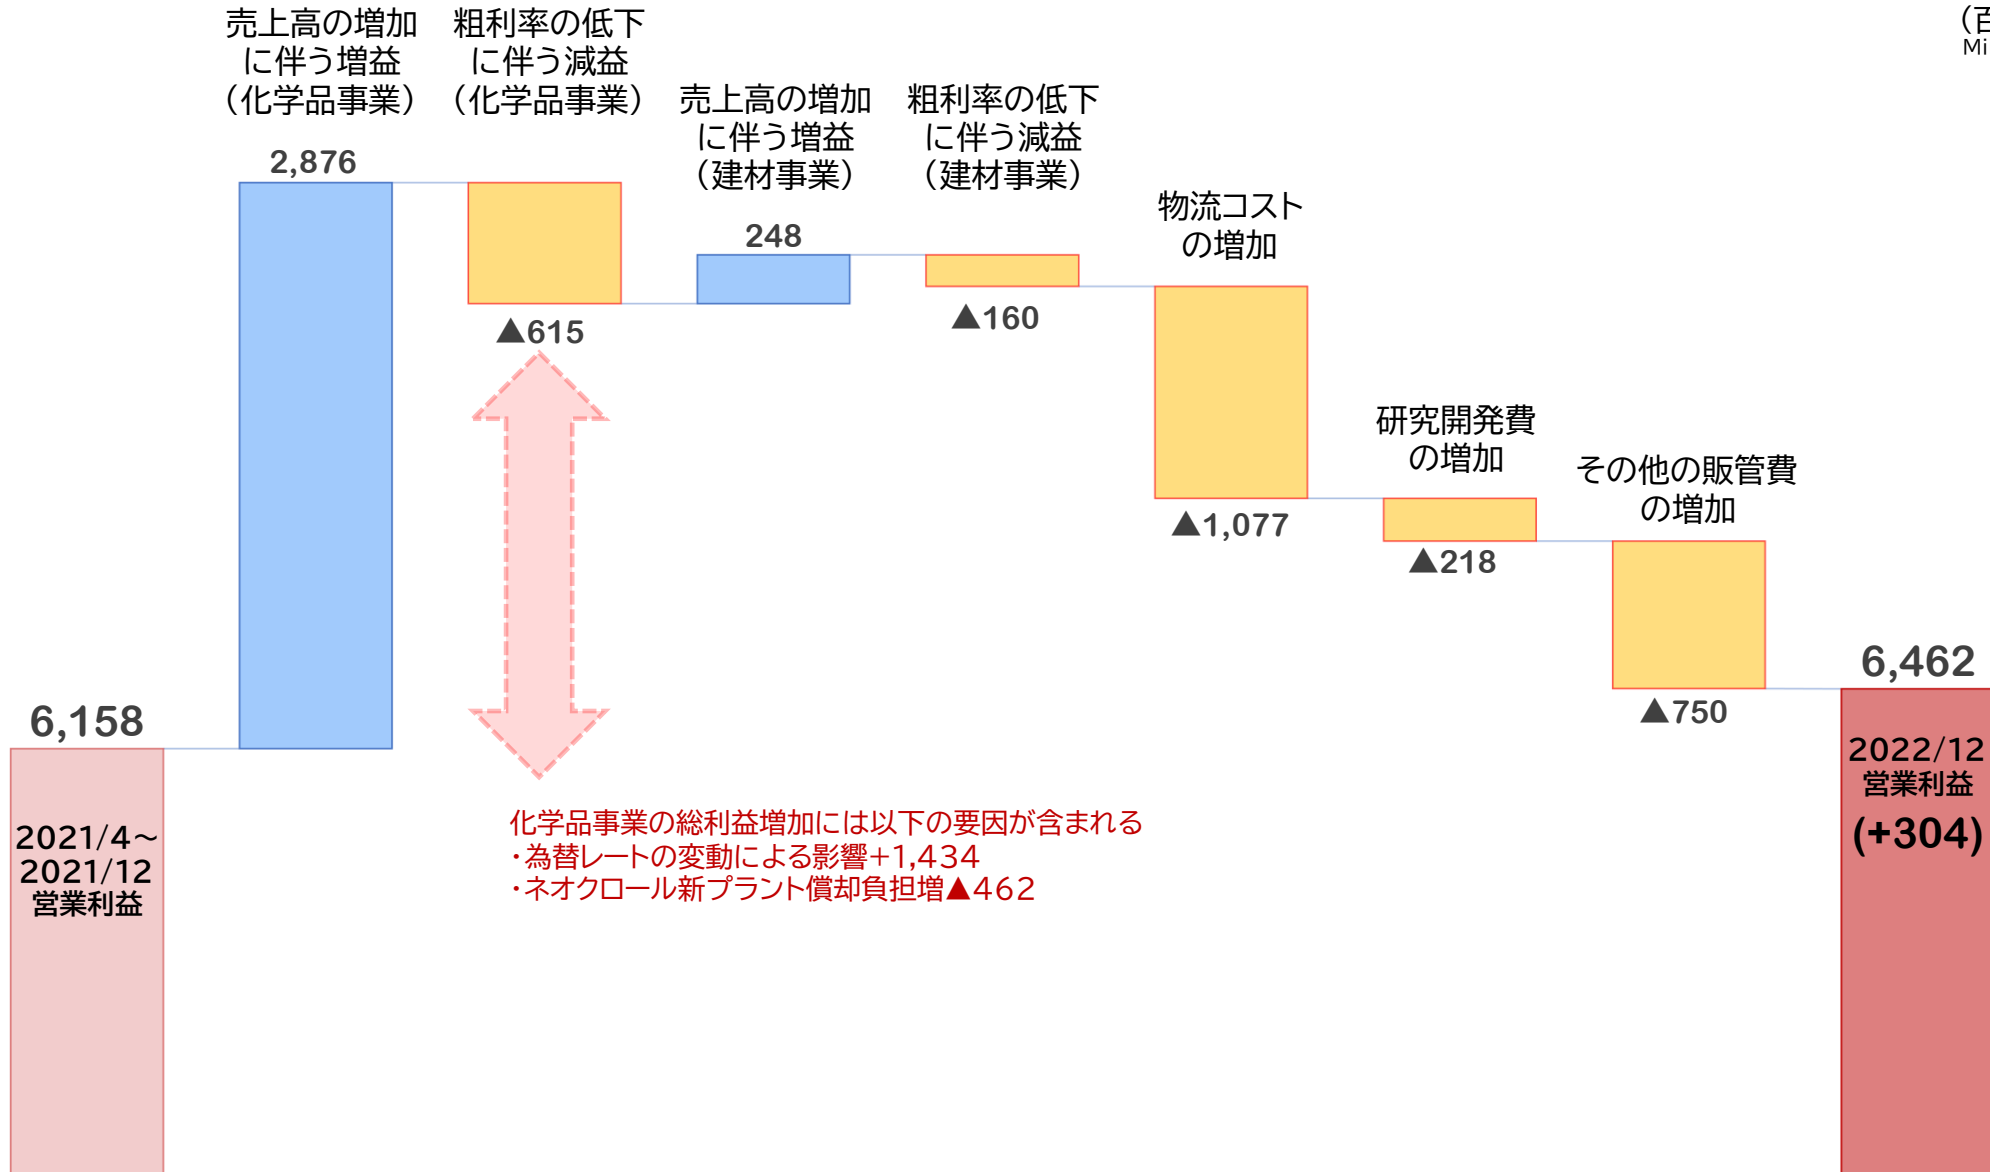 (百
Mi
売上高の増加
に伴う増益
(化学品事業)
2,876
粗利率の低下
に伴う減益
(化学品事業)
▲615
売上高の増加
に伴う増益
(建材事業)
248
粗利率の低下
に伴う減益
(建材事業)
▲160
物流コスト
の増加
▲1,077
研究開発費
の増加
▲218
その他の販管費
の増加
▲750
6,158
2021/4~
2021/12
営業利益
6,462
2022/12
営業利益
(+304)
化学品事業の総利益増加には以下の要因が含まれる
・為替レートの変動による影響+1,434
・ネオクロール新プラント償却負担増▲462